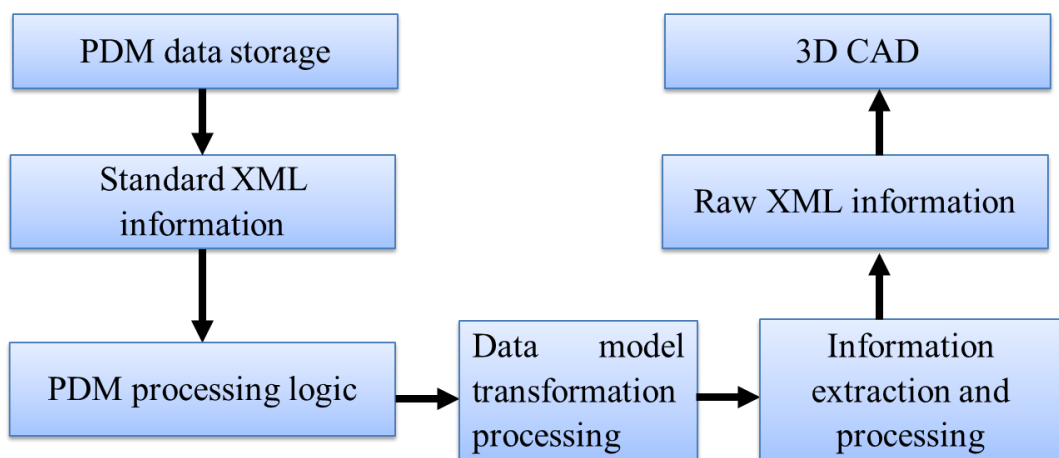 PDM data storage
Standard XML
information
PDM processing logic
Data model
transformation
processing
Information
extraction and
processing
Raw XML information
3D CAD